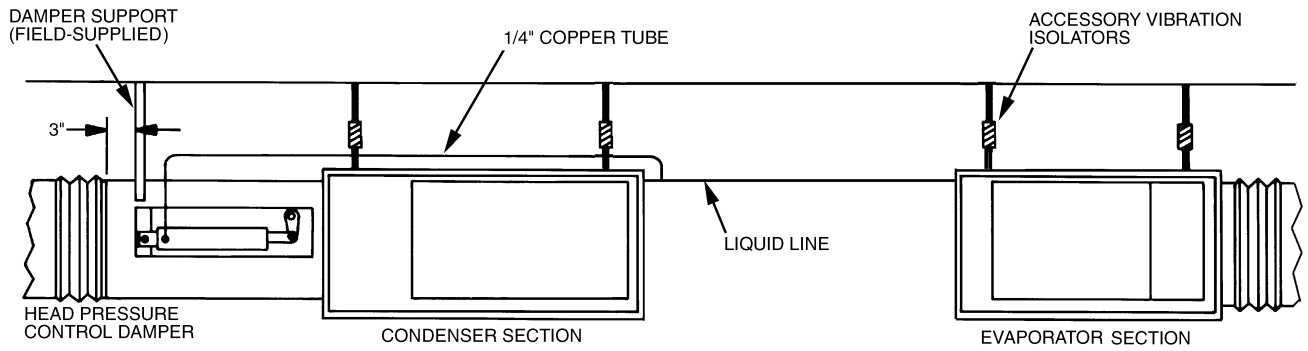 DAMPER SUPPORT
(FIELD-SUPPLIED)
1/4" COPPER TUBE
ACCESSORY VIBRATION
ISOLATORS
3"
LIQUID LINE
HEAD PRESSURE
CONTROL DAMPER
CONDENSER SECTION
EVAPORATOR SECTION